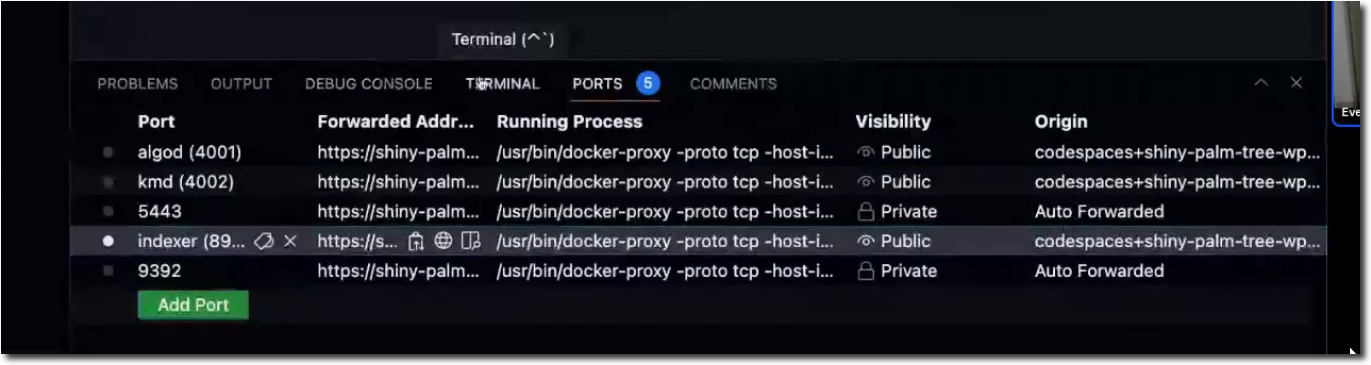 Terminal (^`)
PROBLEMS OUTPUT DEBUG CONSOLE TERMINAL PORTS 5 COMMENTS
Port Forwarded Addr... Running Process Visibility Origin
algod (4001) https://shiny-palm... /usr/bin/docker-proxy -proto tcp -host-i... Public codespaces+shiny-palm-tree-wp...
kmd (4002) https://shiny-palm... /usr/bin/docker-proxy -proto tcp -host-i... Public codespaces+shiny-palm-tree-wp...
5443 https://shiny-palm... /usr/bin/docker-proxy -proto tcp -host-i... Private Auto Forwarded
indexer (89... https://s... /usr/bin/docker-proxy -proto tcp -host-i... Public codespaces+shiny-palm-tree-wp...
9392 https://shiny-palm... /usr/bin/docker-proxy -proto tcp -host-i... Private Auto Forwarded
Add Port
Eve